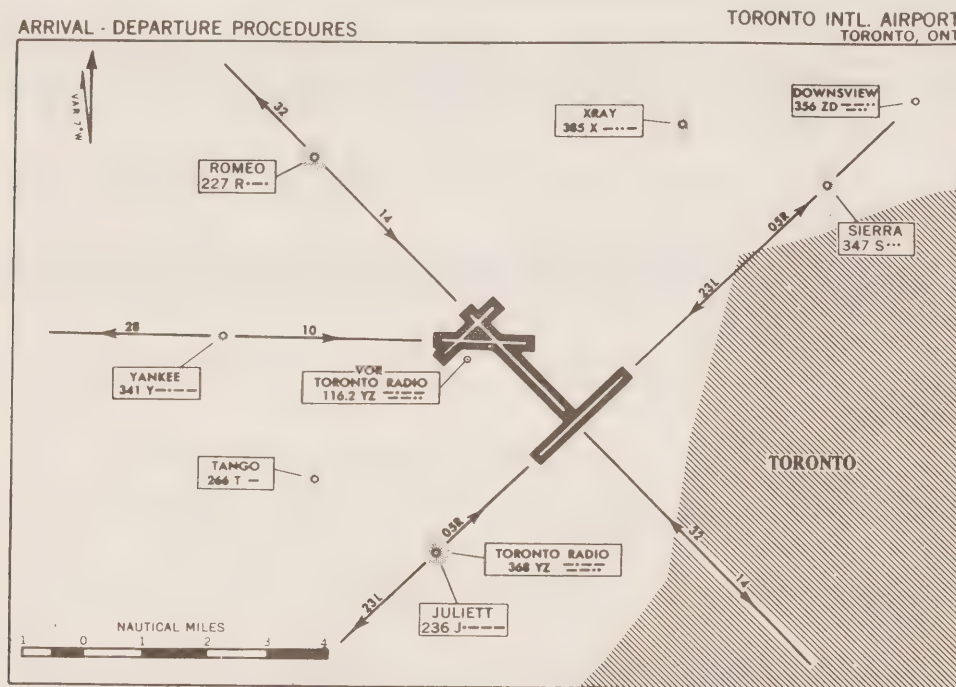 ARRIVAL - DEPARTURE PROCEDURES
TORONTO INTL. AIRPORT
TORONTO, ONT
VAR 7°W
32
ROMEO
227 R ·—·
14
XRAY
385 X —··—
DOWNSVIEW
356 ZD ——·· —··
05R
SIERRA
347 S ···
23L
28
10
YANKEE
341 Y —·——
VOR
TORONTO RADIO
116.2 YZ —·—— ——··
TANGO
266 T —
TORONTO
05R
TORONTO RADIO
368 YZ —·—— ——··
32
23L
JULIETT
236 J ·———
14
NAUTICAL MILES
1 0 1 2 3 4